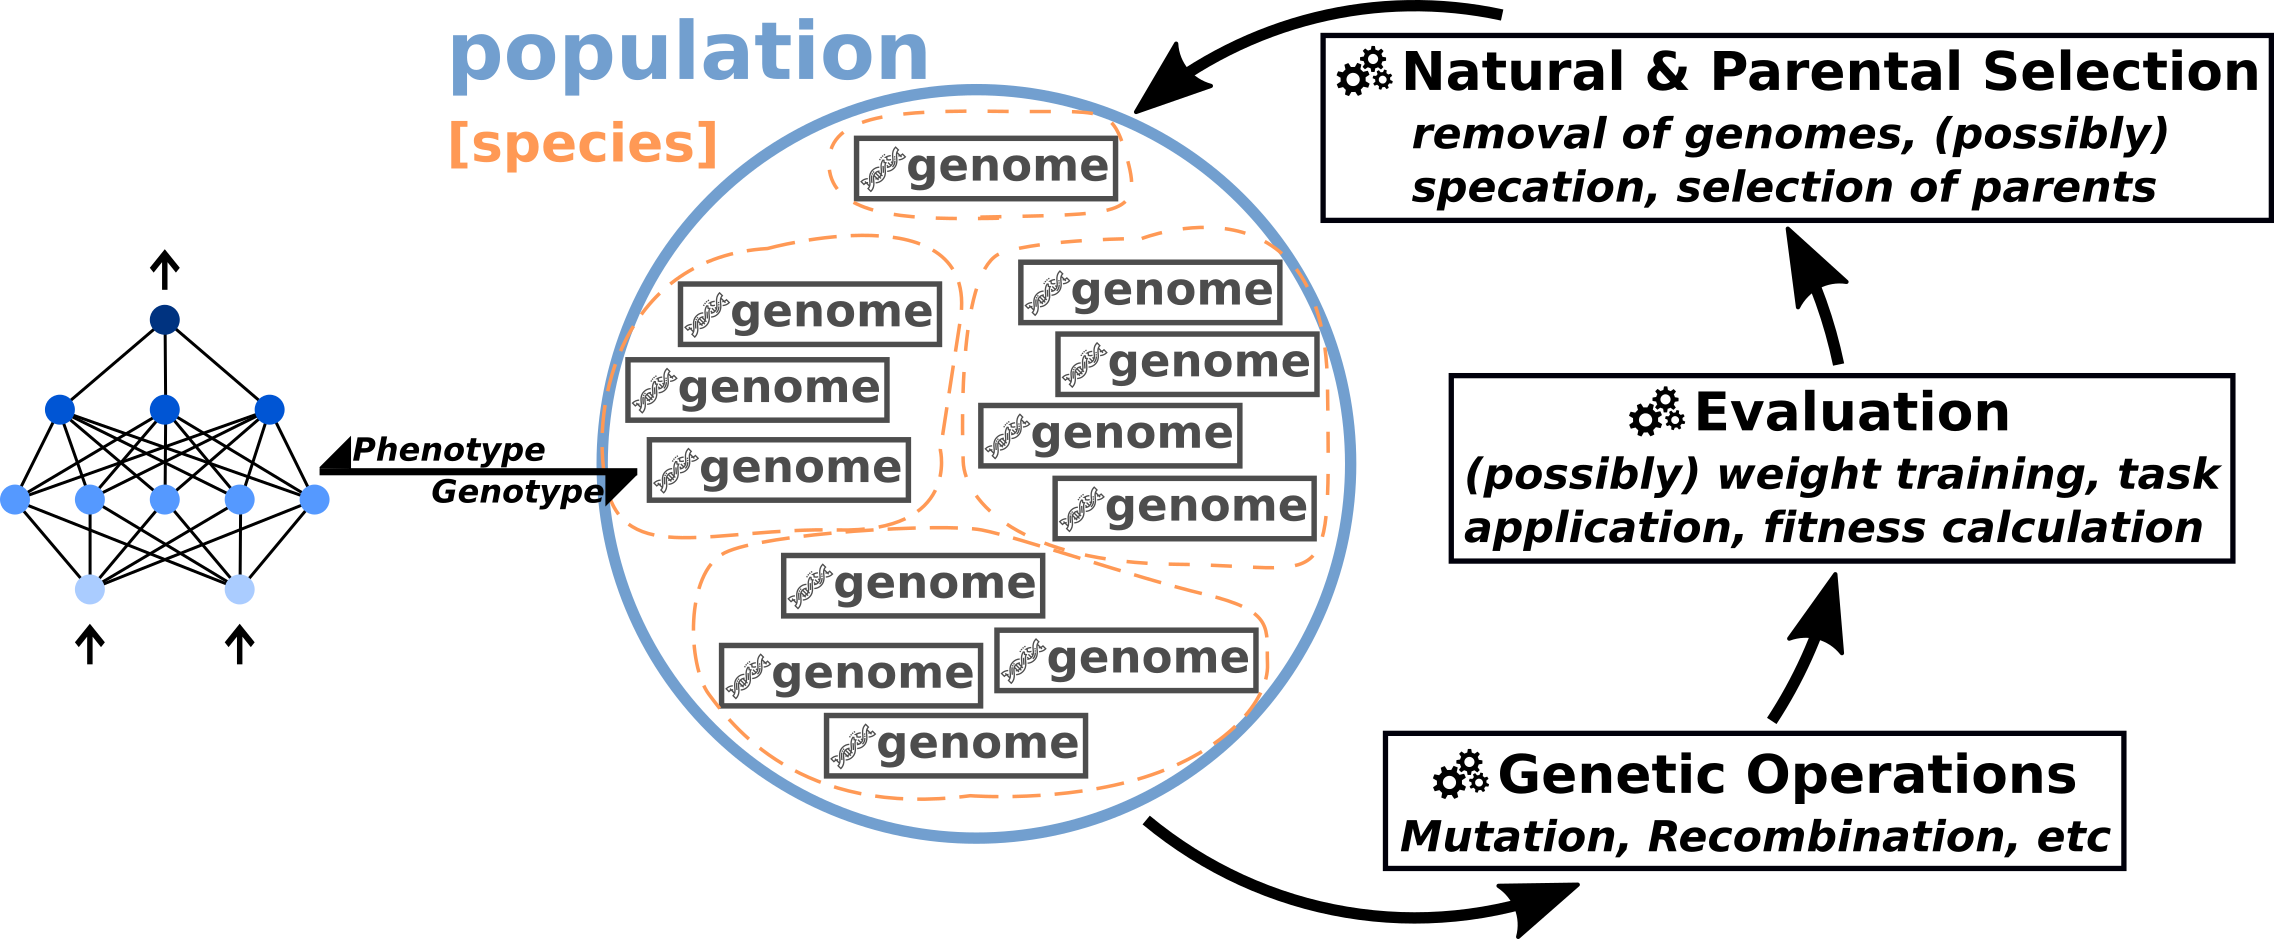 population
[species]
genome
genome
genome
genome
genome
genome
genome
genome
genome
genome
genome
genome
Phenotype
Genotype
Natural & Parental Selection
removal of genomes, (possibly)
specation, selection of parents
Evaluation
(possibly) weight training, task
application, fitness calculation
Genetic Operations
Mutation, Recombination, etc